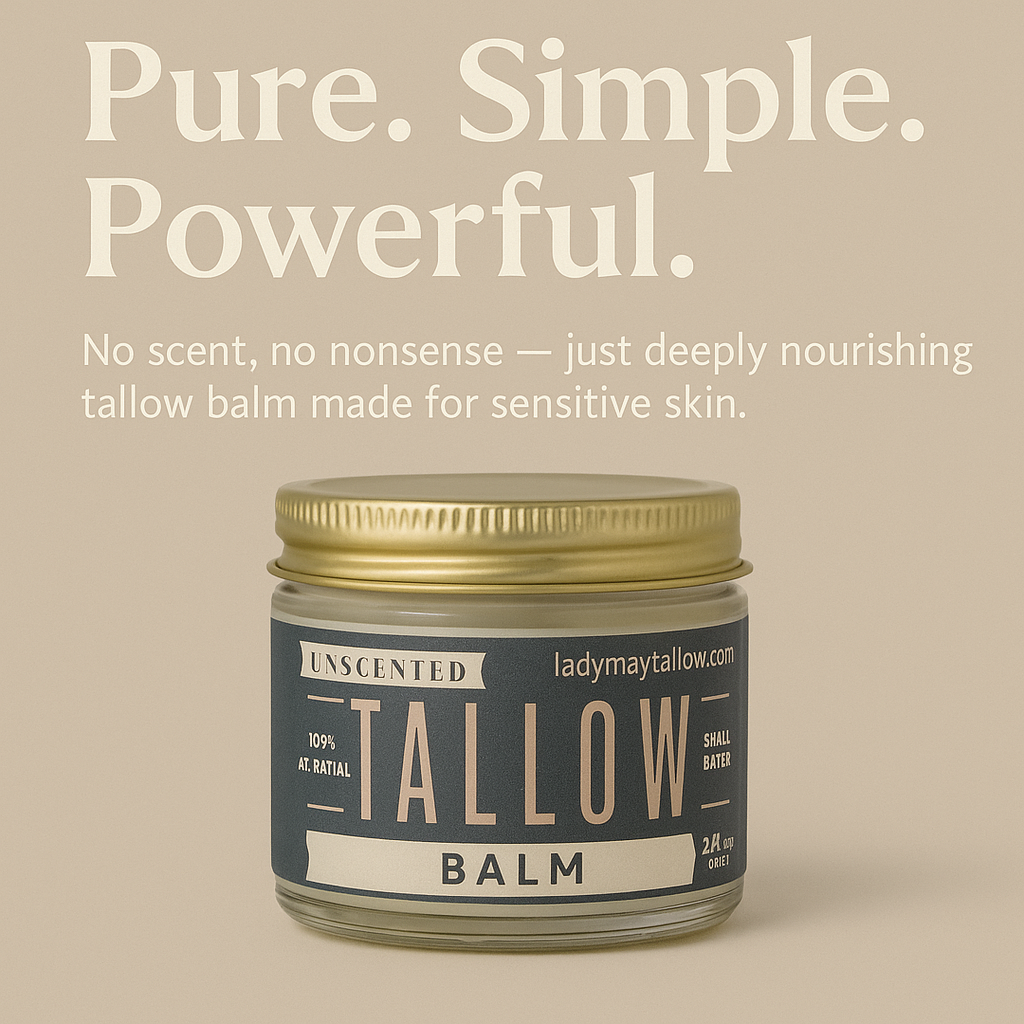 Pure. Simple.
Powerful.
No scent, no nonsense — just deeply nourishing
tallow balm made for sensitive skin.
UNSCENTED
ladymaytallow.com
TALLOW
109%
AT. RATIAL
SHALL
BATER
BALM
ORIET